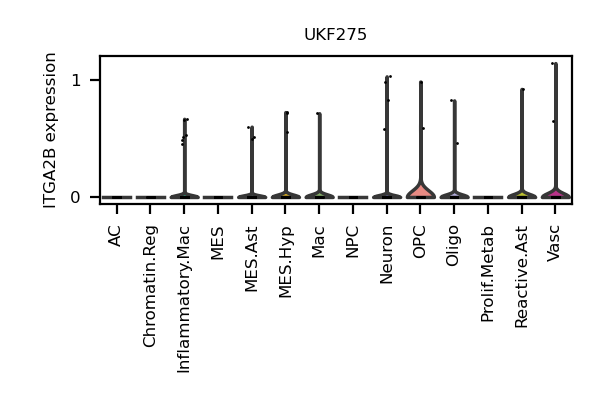 UKF275
ITGA2B expression
1
0
AC
Chromatin.Reg
Inflammatory.Mac
MES
MES.Ast
MES.Hyp
Mac
NPC
Neuron
OPC
Oligo
Prolif.Metab
Reactive.Ast
Vasc